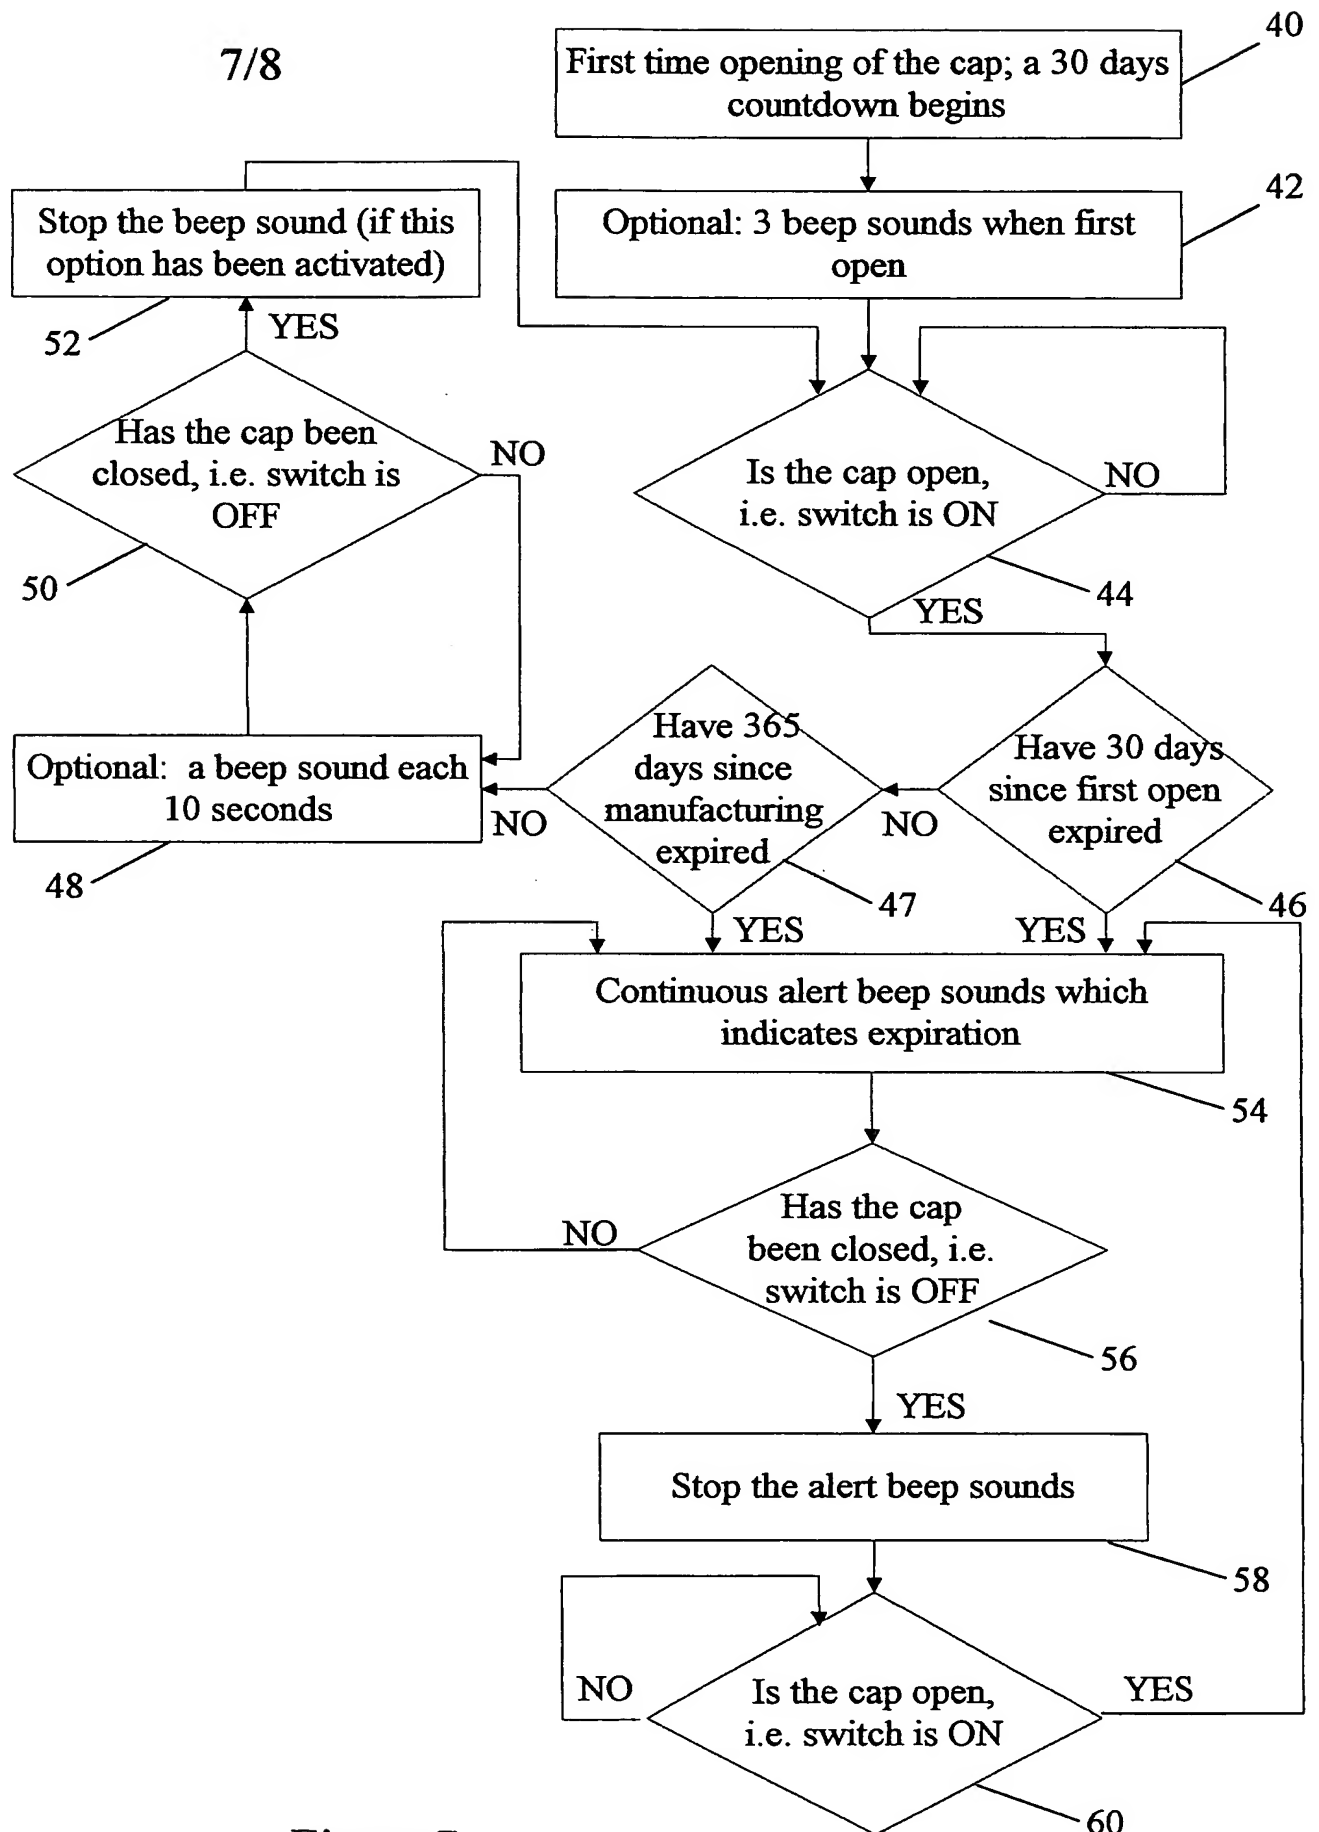 7/8
40
First time opening of the cap; a 30 days
countdown begins
42
Optional: 3 beep sounds when first
open
Stop the beep sound (if this
option has been activated)
52
YES
Has the cap been
closed, i.e. switch is
OFF
NO
50
Is the cap open,
i.e. switch is ON
NO
44
YES
Optional: a beep sound each
10 seconds
48
NO
Have 365
days since
manufacturing
expired
47
NO
Have 30 days
since first open
expired
46
YES
YES
Continuous alert beep sounds which
indicates expiration
54
Has the cap
been closed, i.e.
switch is OFF
NO
56
YES
Stop the alert beep sounds
58
Is the cap open,
i.e. switch is ON
NO
YES
60